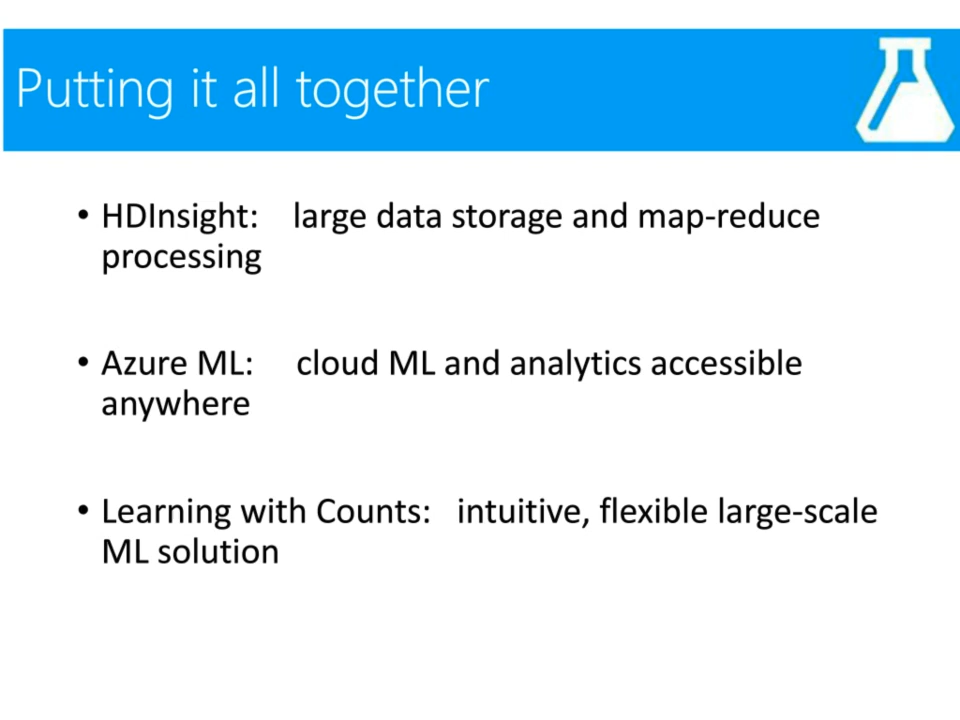 Putting it all together
• HDInsight: large data storage and map-reduce
processing
• Azure ML: cloud ML and analytics accessible
anywhere
• Learning with Counts: intuitive, flexible large-scale
ML solution